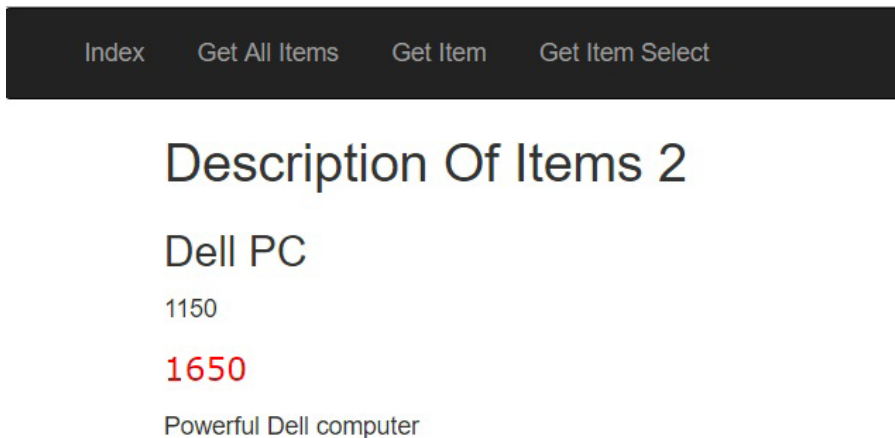 Index Get All Items Get Item Get Item Select
Description Of Items 2
Dell PC
1150
1650
Powerful Dell computer